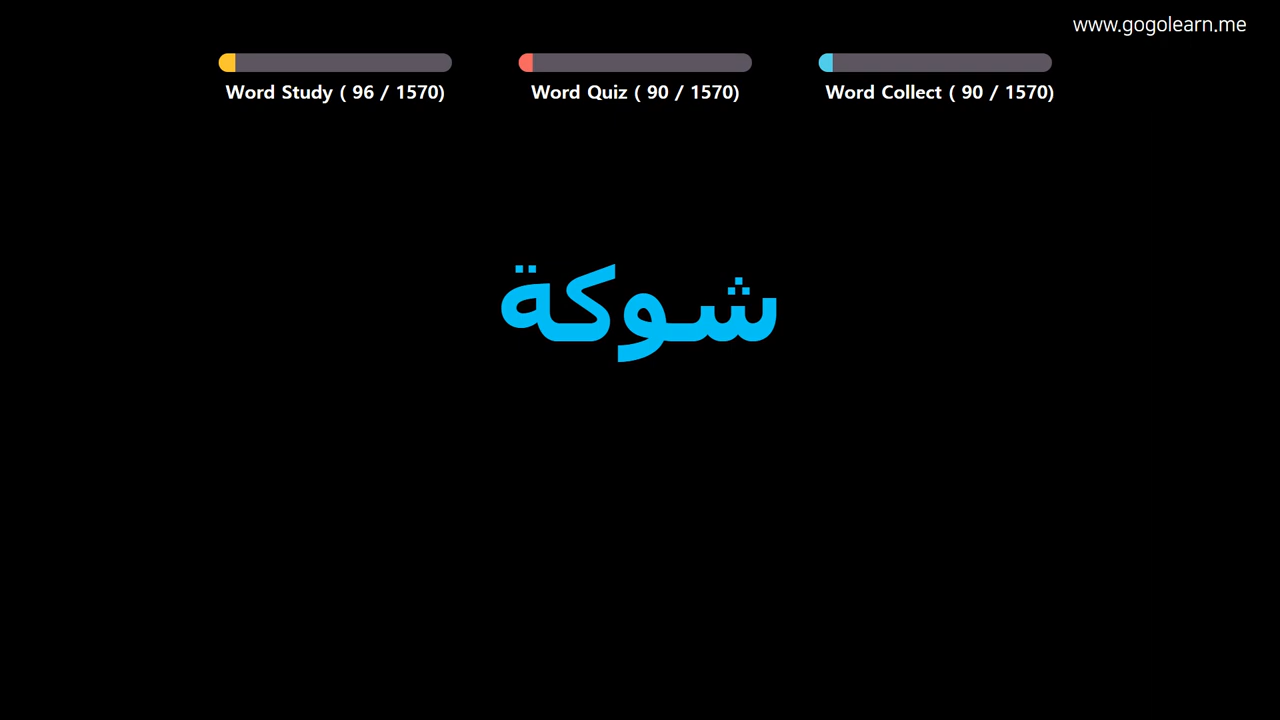 www.gogolearn.me
Word Study ( 96 / 1570)
Word Quiz ( 90 / 1570)
Word Collect ( 90 / 1570)
شوكة